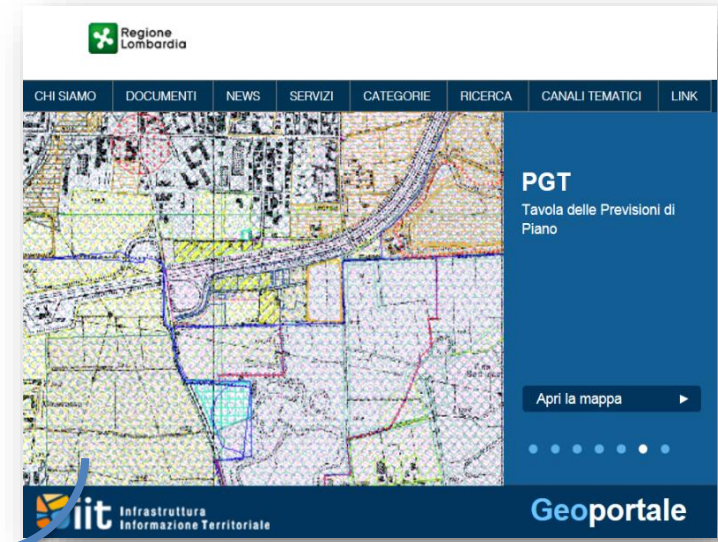 Regione
Lombardia
CHI SIAMO DOCUMENTI NEWS SERVIZI CATEGORIE RICERCA CANALI TEMATICI LINK
PGT
Tavola delle Previsioni di
Piano
Apri la mappa
iit Infrastruttura
Informazione Territoriale
Geoportale